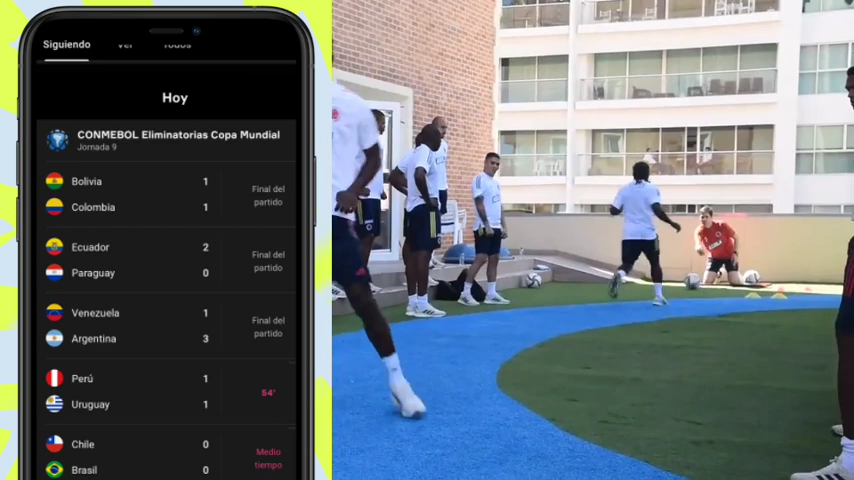 Siguiendo Ver Todos
Hoy
CONMEBOL Eliminatorias Copa Mundial
Jornada 9
Bolivia 1
Colombia 1
Final del
partido
Ecuador 2
Paraguay 0
Final del
partido
Venezuela 1
Argentina 3
Final del
partido
Perú 1
Uruguay 1
54'
Chile 0
Brasil 0
Medio
tiempo